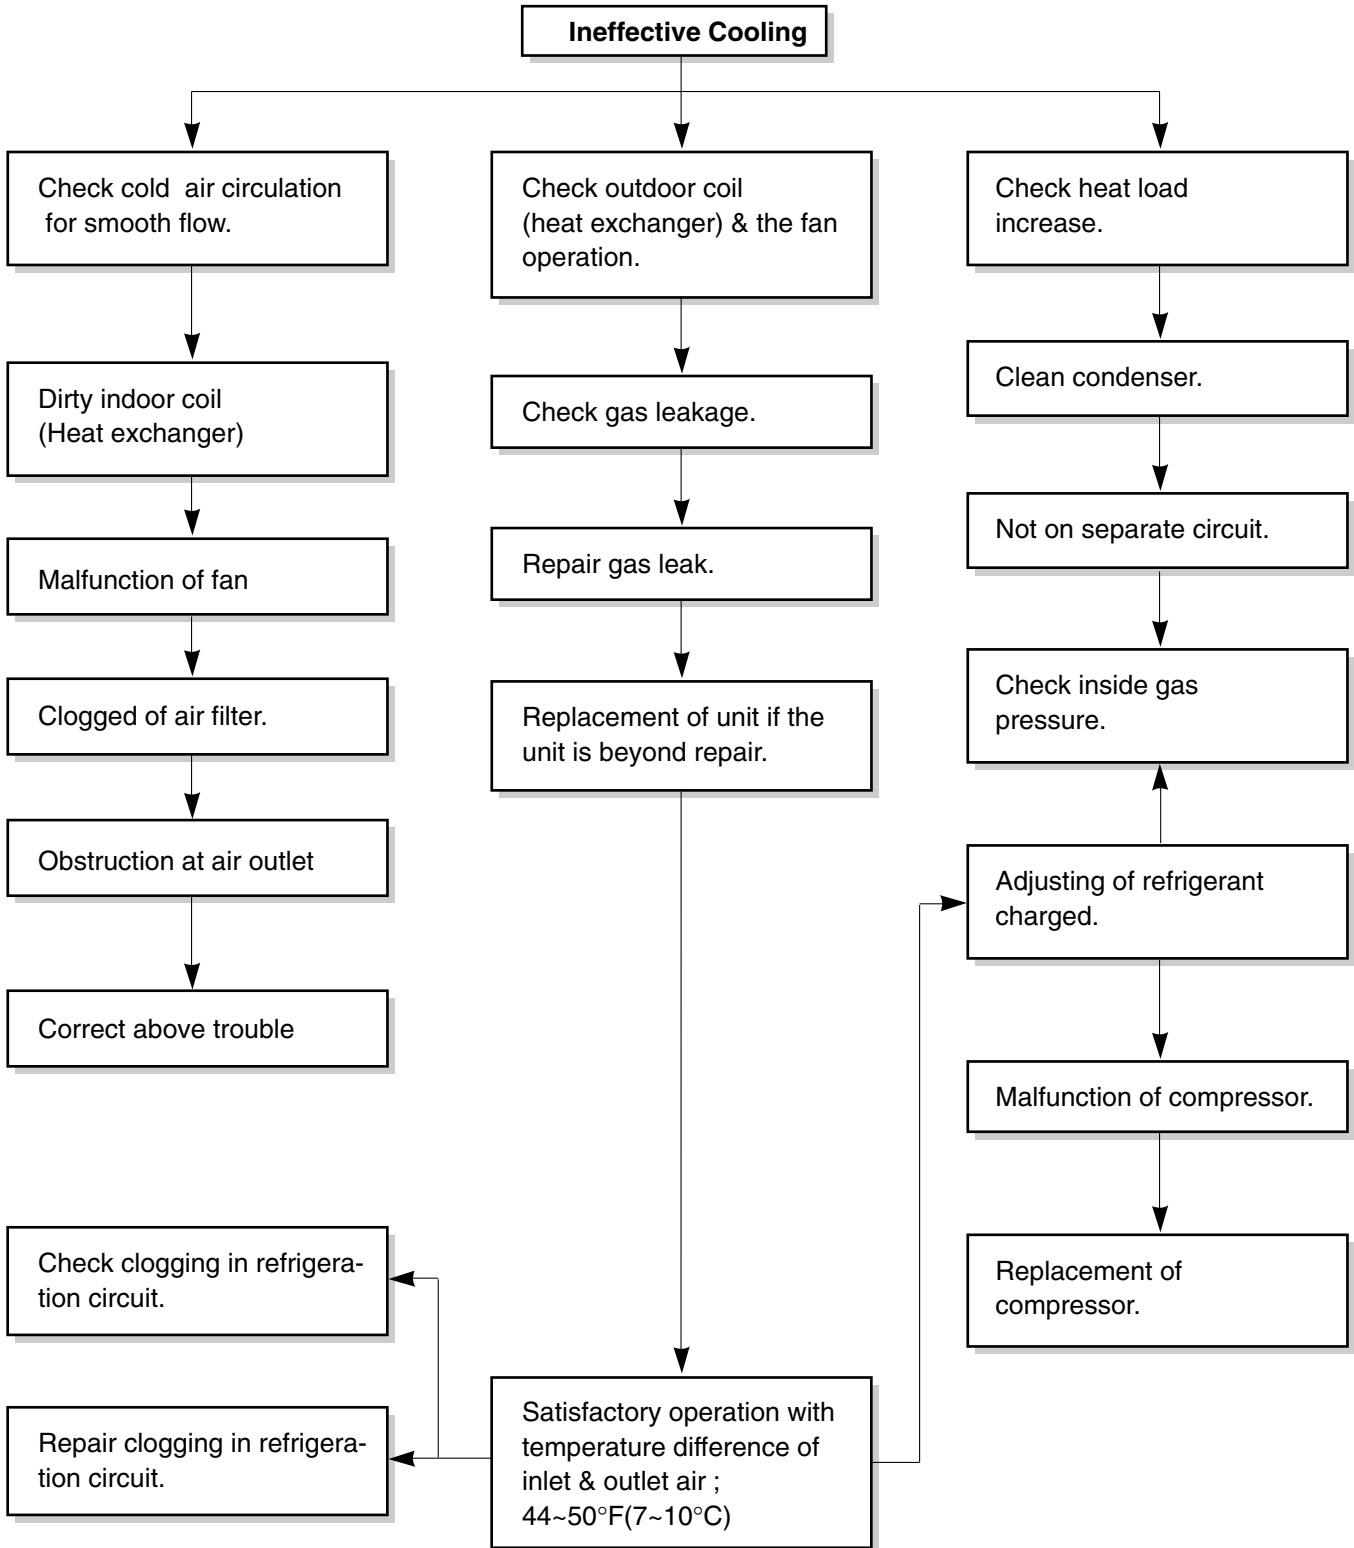 Ineffective Cooling
Check cold air circulation
for smooth flow.
Dirty indoor coil
(Heat exchanger)
Malfunction of fan
Clogged of air filter.
Obstruction at air outlet
Correct above trouble
Check outdoor coil
(heat exchanger) & the fan
operation.
Check gas leakage.
Repair gas leak.
Replacement of unit if the
unit is beyond repair.
Check heat load
increase.
Clean condenser.
Not on separate circuit.
Check inside gas
pressure.
Adjusting of refrigerant
charged.
Malfunction of compressor.
Replacement of
compressor.
Check clogging in refrigera-
tion circuit.
Repair clogging in refrigera-
tion circuit.
Satisfactory operation with
temperature difference of
inlet & outlet air ;
44~50°F(7~10°C)